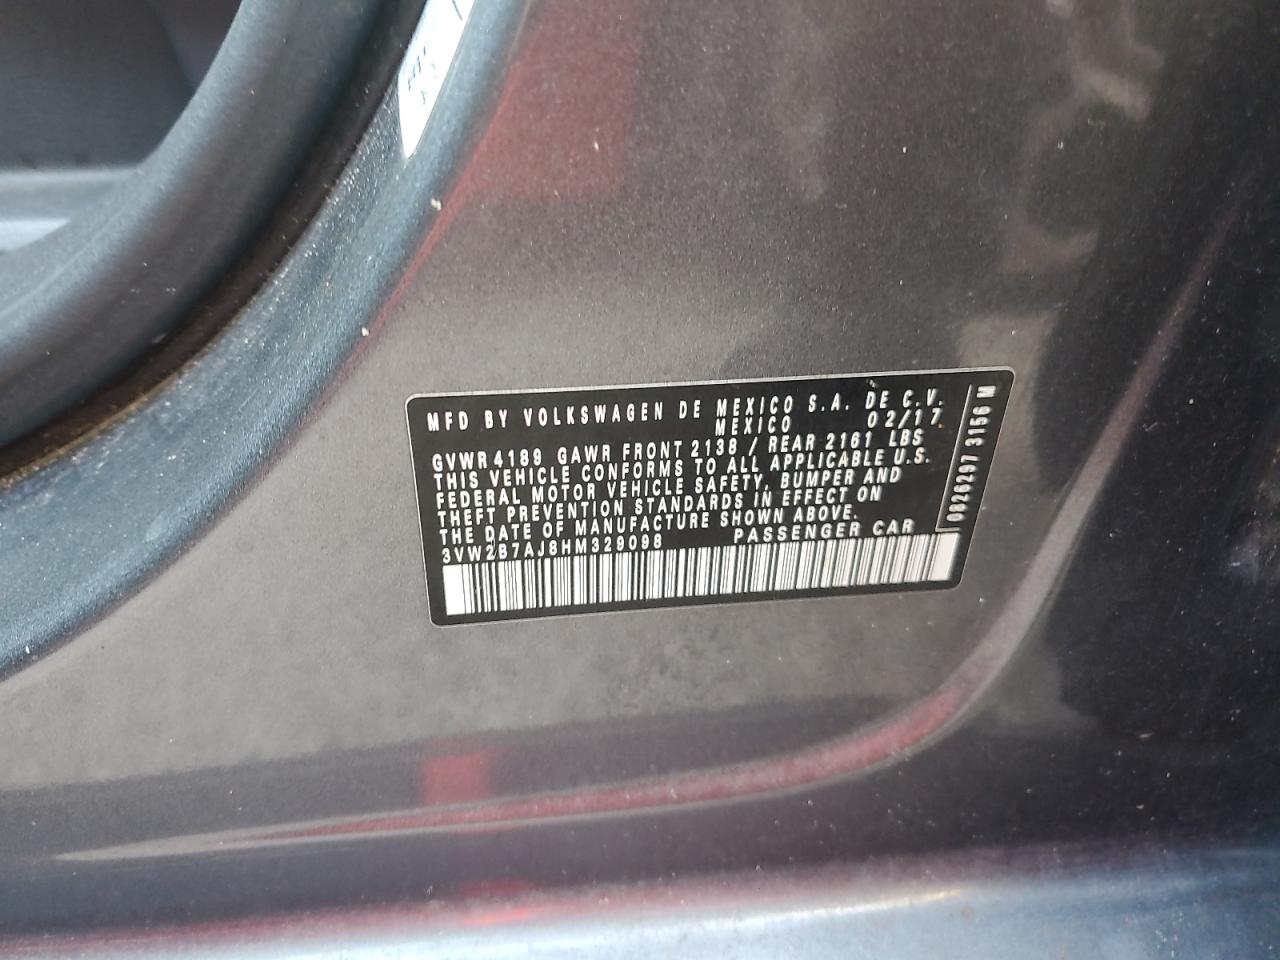 MFD BY VOLKSWAGEN DE MEXICO S.A. DE C.V.
MEXICO 02/17
GVWR 4189 GAWR FRONT 2138 / REAR 2161 LBS
THIS VEHICLE CONFORMS TO ALL APPLICABLE U.S.
FEDERAL MOTOR VEHICLE SAFETY, BUMPER AND
THEFT PREVENTION STANDARDS IN EFFECT ON
THE DATE OF MANUFACTURE SHOWN ABOVE.
3VW2B7AJ8HM329098 PASSENGER CAR
0826297 3156 M